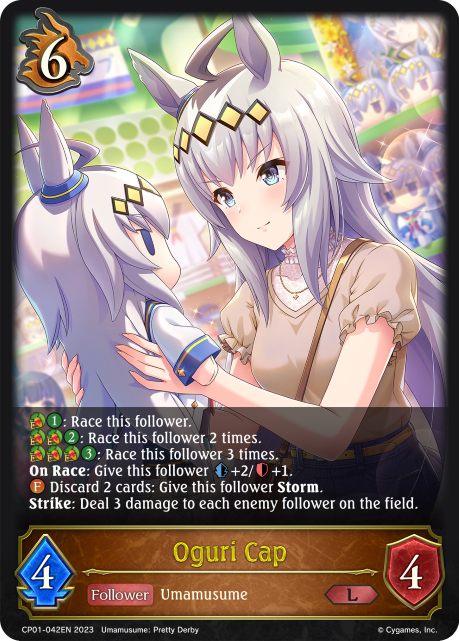 6
1: Race this follower.
2: Race this follower 2 times.
3: Race this follower 3 times.
On Race: Give this follower +2/+1.
F Discard 2 cards: Give this follower Storm.
Strike: Deal 3 damage to each enemy follower on the field.
Oguri Cap
4 Follower Umamusume L 4
CP01-042EN 2023 Umamusume: Pretty Derby © Cygames, Inc.